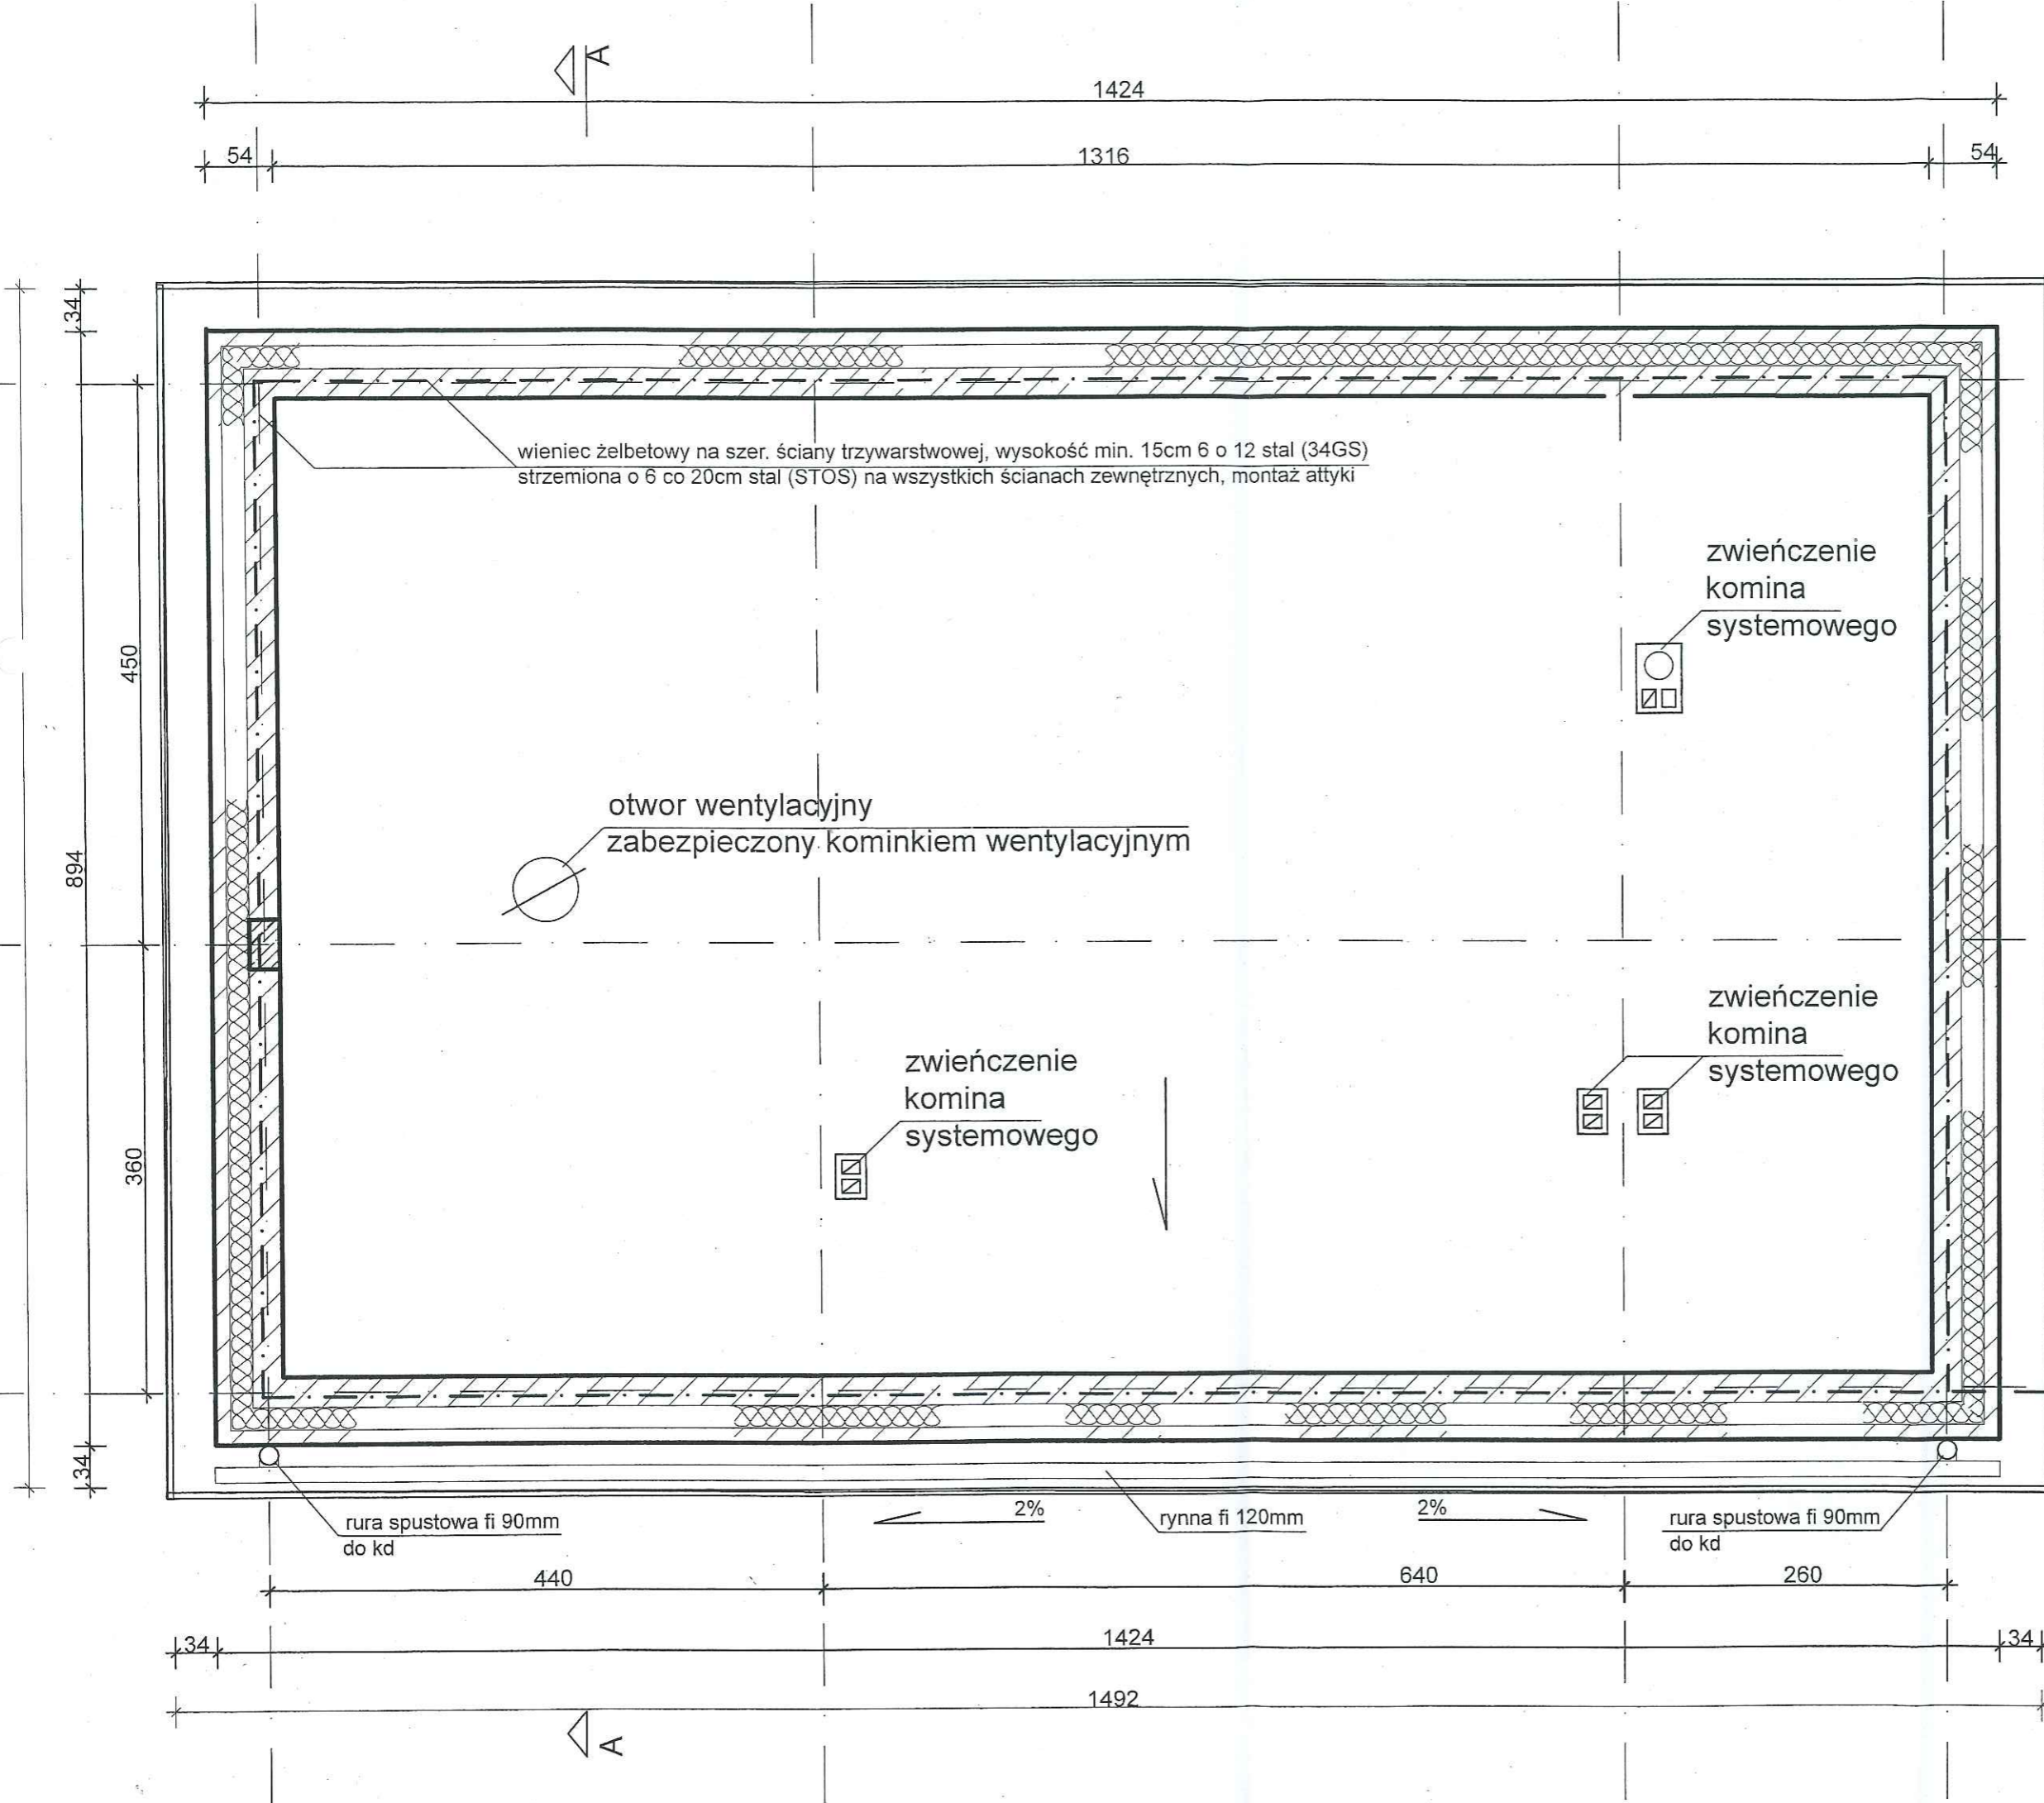 A
1424
54
1316
54
34
wieniec żelbetowy na szer. ściany trzywarstwowej, wysokość min. 15cm 6 o 12 stal (34GS)
strzemiona o 6 co 20cm stal (STOS) na wszystkich ścianach zewnętrznych, montaż attyki
zwieńczenie
komina
systemowego
450
otwor wentylacyjny
zabezpieczony kominkiem wentylacyjnym
894
zwieńczenie
komina
systemowego
zwieńczenie
komina
systemowego
360
34
rura spustowa fi 90mm
do kd
2%
rynna fi 120mm
2%
rura spustowa fi 90mm
do kd
440
640
260
34
1424
34
1492
A